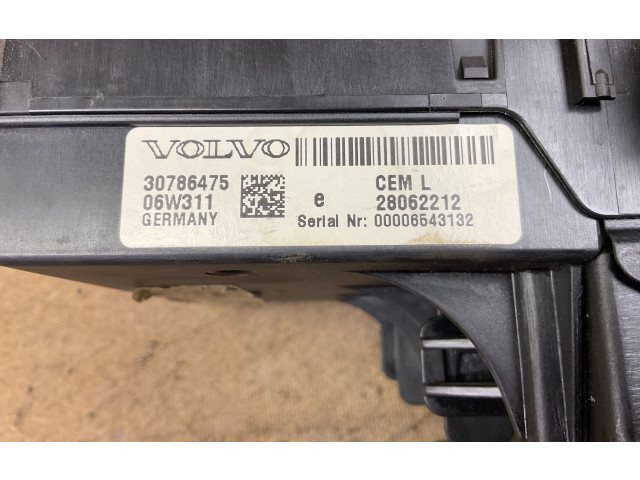 VOLVO
30786475 CEM L
06W311 e 28062212
GERMANY Serial Nr: 00006543132